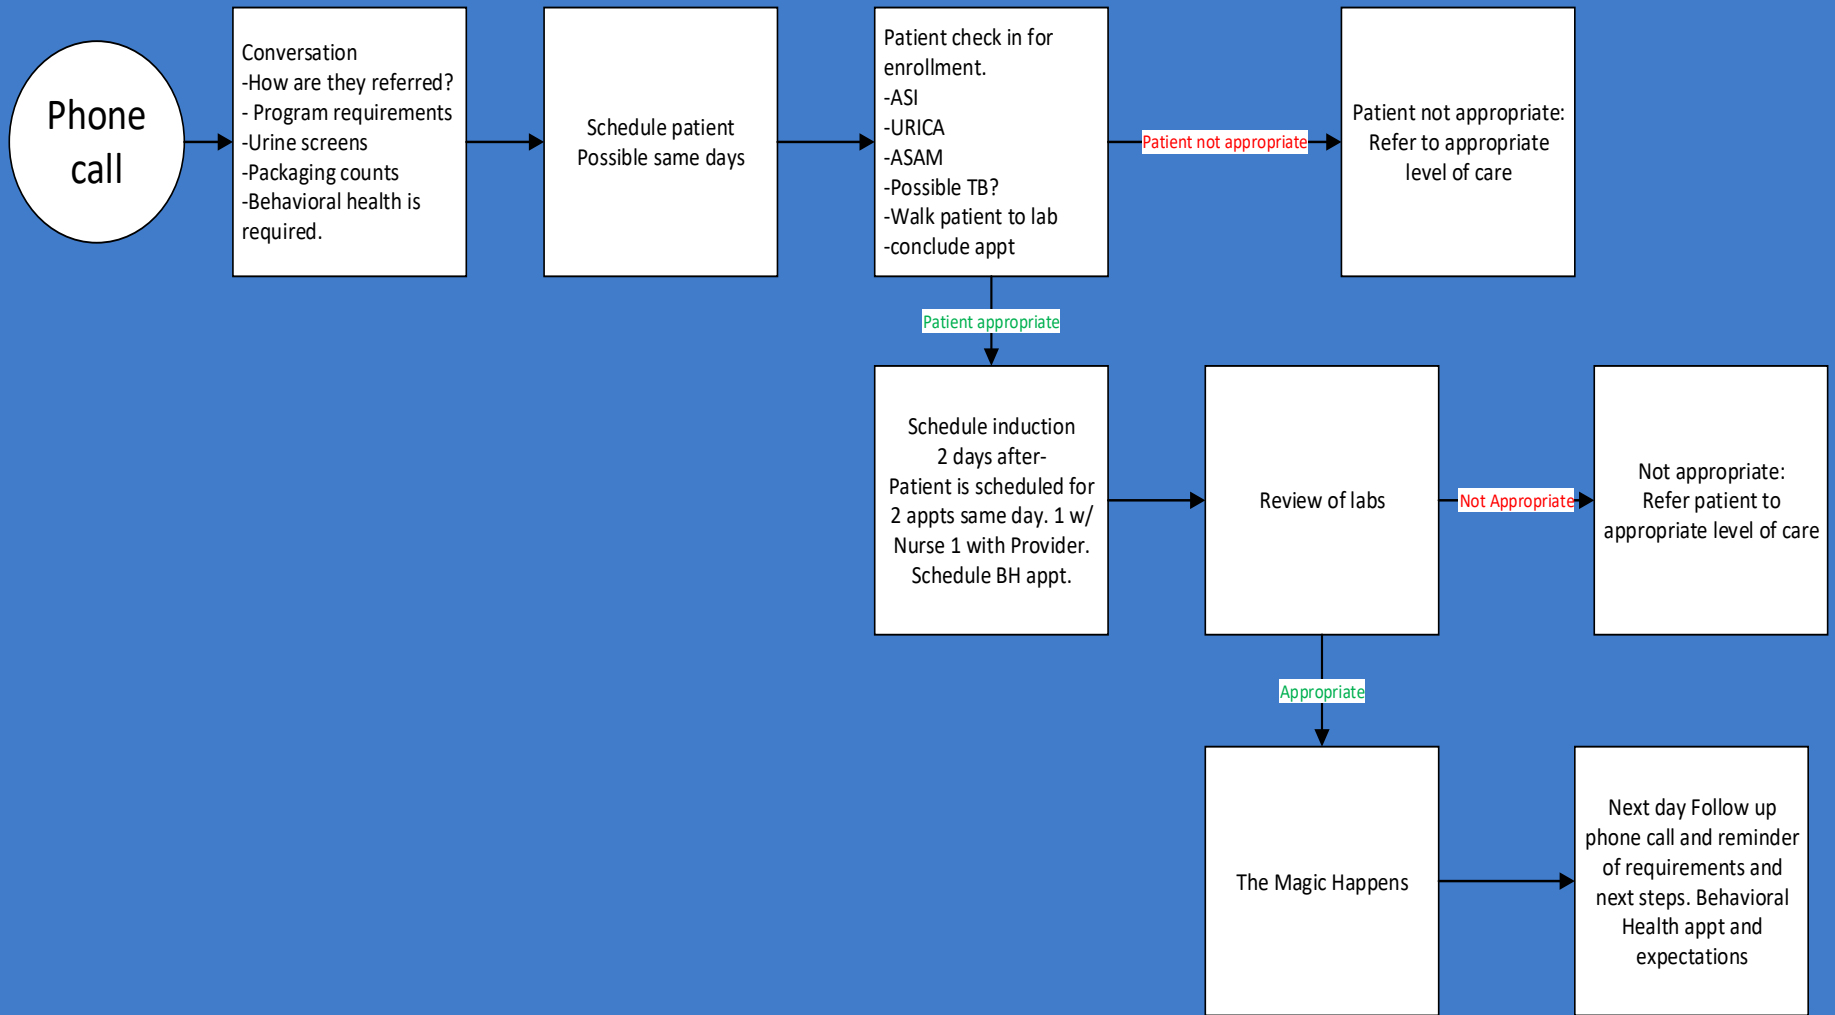 Phone
call
Conversation
-How are they referred?
- Program requirements
-Urine screens
-Packaging counts
-Behavioral health is
required.
Schedule patient
Possible same days
Patient check in for
enrollment.
-ASI
-URICA
-ASAM
-Possible TB?
-Walk patient to lab
-conclude appt
Patient not appropriate
Patient not appropriate:
Refer to appropriate
level of care
Patient appropriate
Schedule induction
2 days after-
Patient is scheduled for
2 appts same day. 1 w/
Nurse 1 with Provider.
Schedule BH appt.
Review of labs
Not Appropriate
Not appropriate:
Refer patient to
appropriate level of care
Appropriate
The Magic Happens
Next day Follow up
phone call and reminder
of requirements and
next steps. Behavioral
Health appt and
expectations